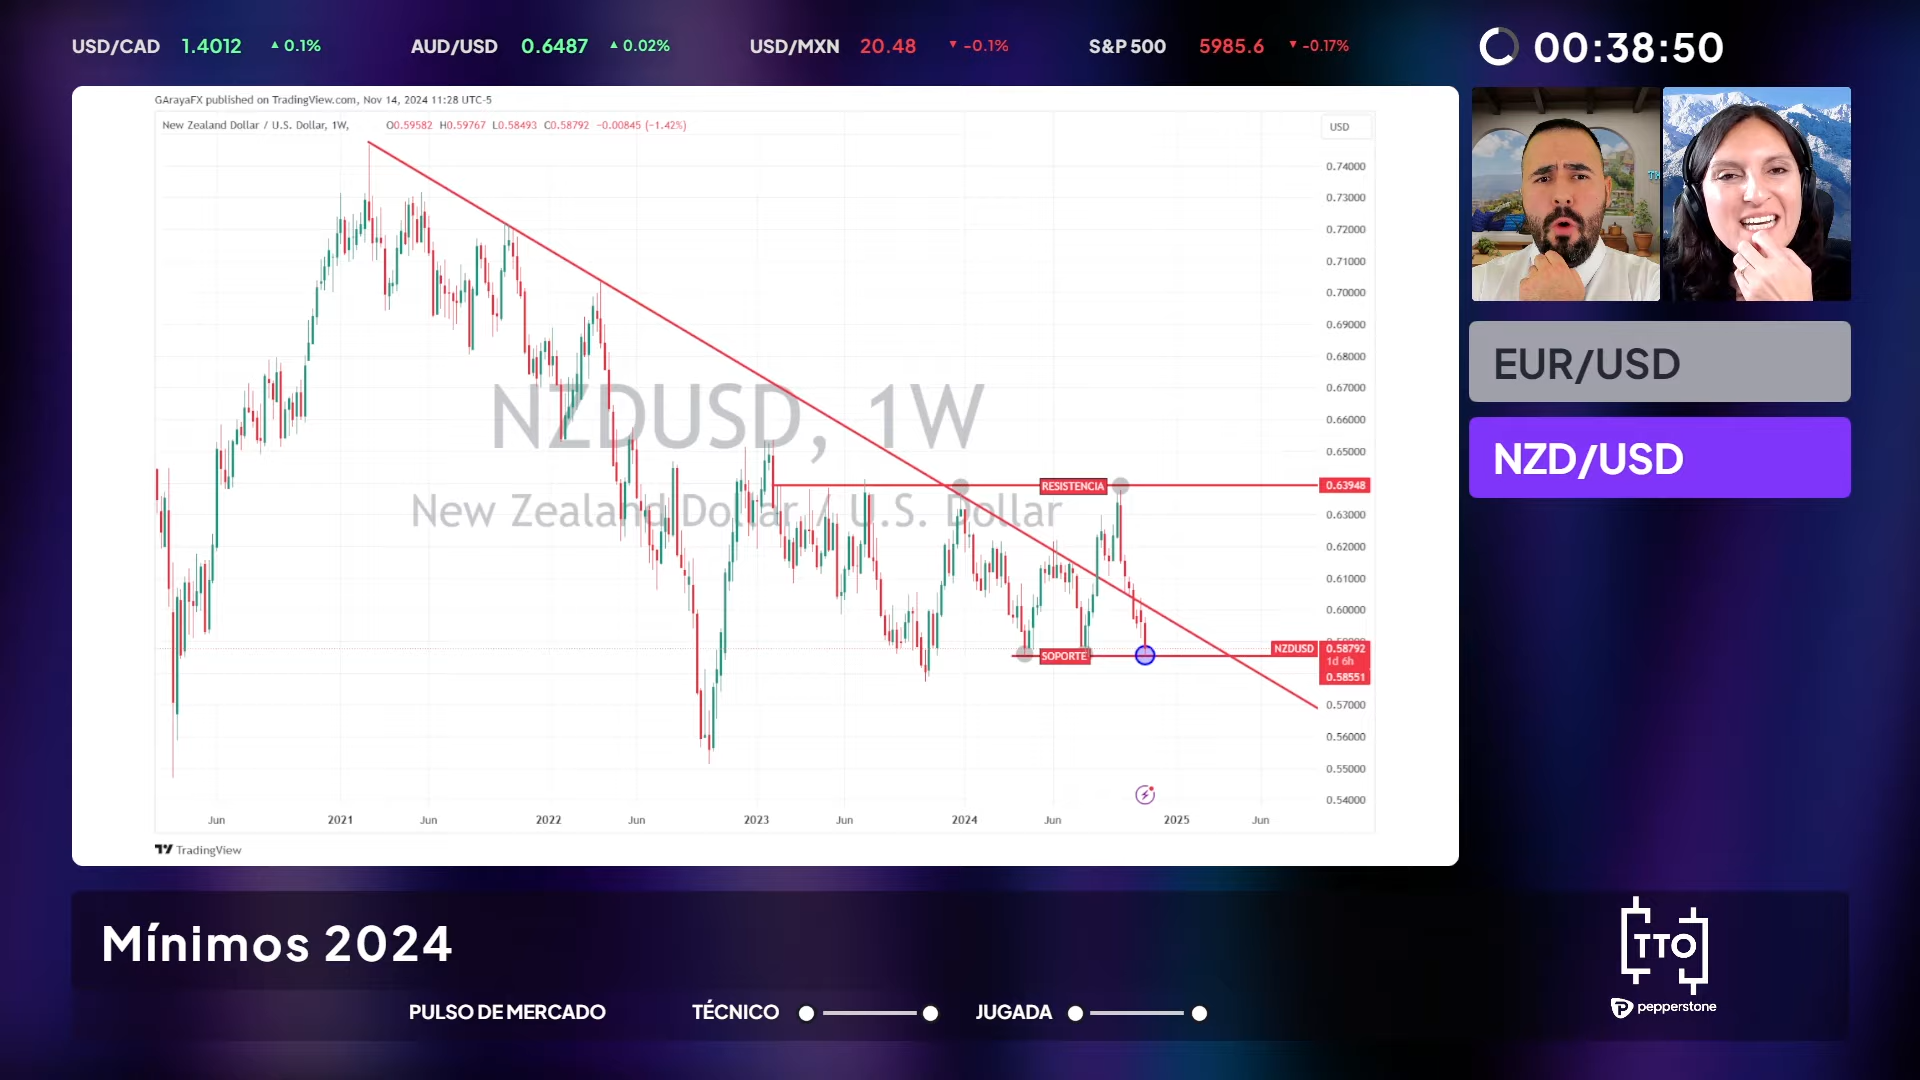 USD/CAD 1.4012 ▲ 0.1% AUD/USD 0.6487 ▲ 0.02% USD/MXN 20.48 ▼ -0.1% S&P 500 5985.6 ▼ -0.17% 00:38:50
GArayaFX published on TradingView.com, Nov 14, 2024 11:28 UTC-5
New Zealand Dollar / U.S. Dollar, 1W, O0.59582 H0.59767 L0.58493 C0.58792 −0.00845 (−1.42%)
USD
0.74000
0.73000
0.72000
0.71000
0.70000
0.69000
0.68000
0.67000
0.66000
0.65000
0.63948
0.63000
0.62000
0.61000
0.60000
NZDUSD 0.58792
1d 6h
0.58551
0.57000
0.56000
0.55000
0.54000
NZDUSD, 1W
New Zealand Dollar / U.S. Dollar
RESISTENCIA
SOPORTE
Jun 2021 Jun 2022 Jun 2023 Jun 2024 Jun 2025 Jun
TradingView
EUR/USD
NZD/USD
Mínimos 2024
PULSO DE MERCADO TÉCNICO JUGADA
TTO
pepperstone